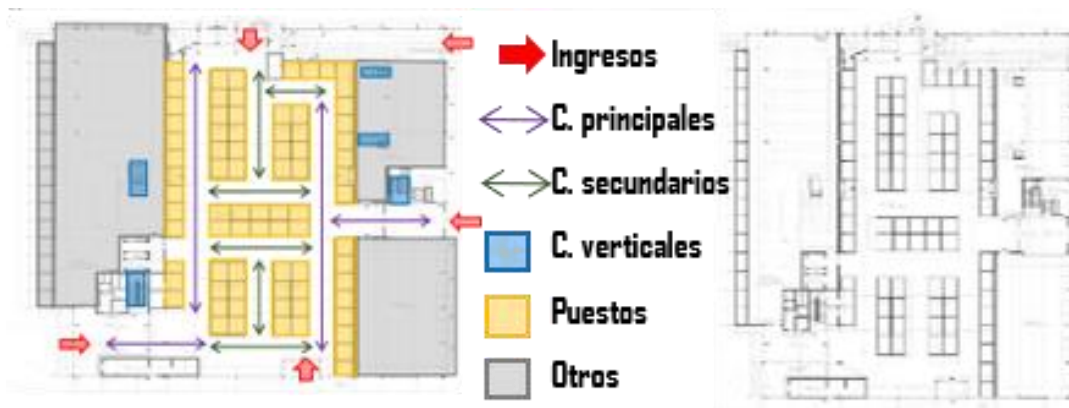 Ingresos
C. principales
C. secundarios
C. verticales
Puestos
Otros